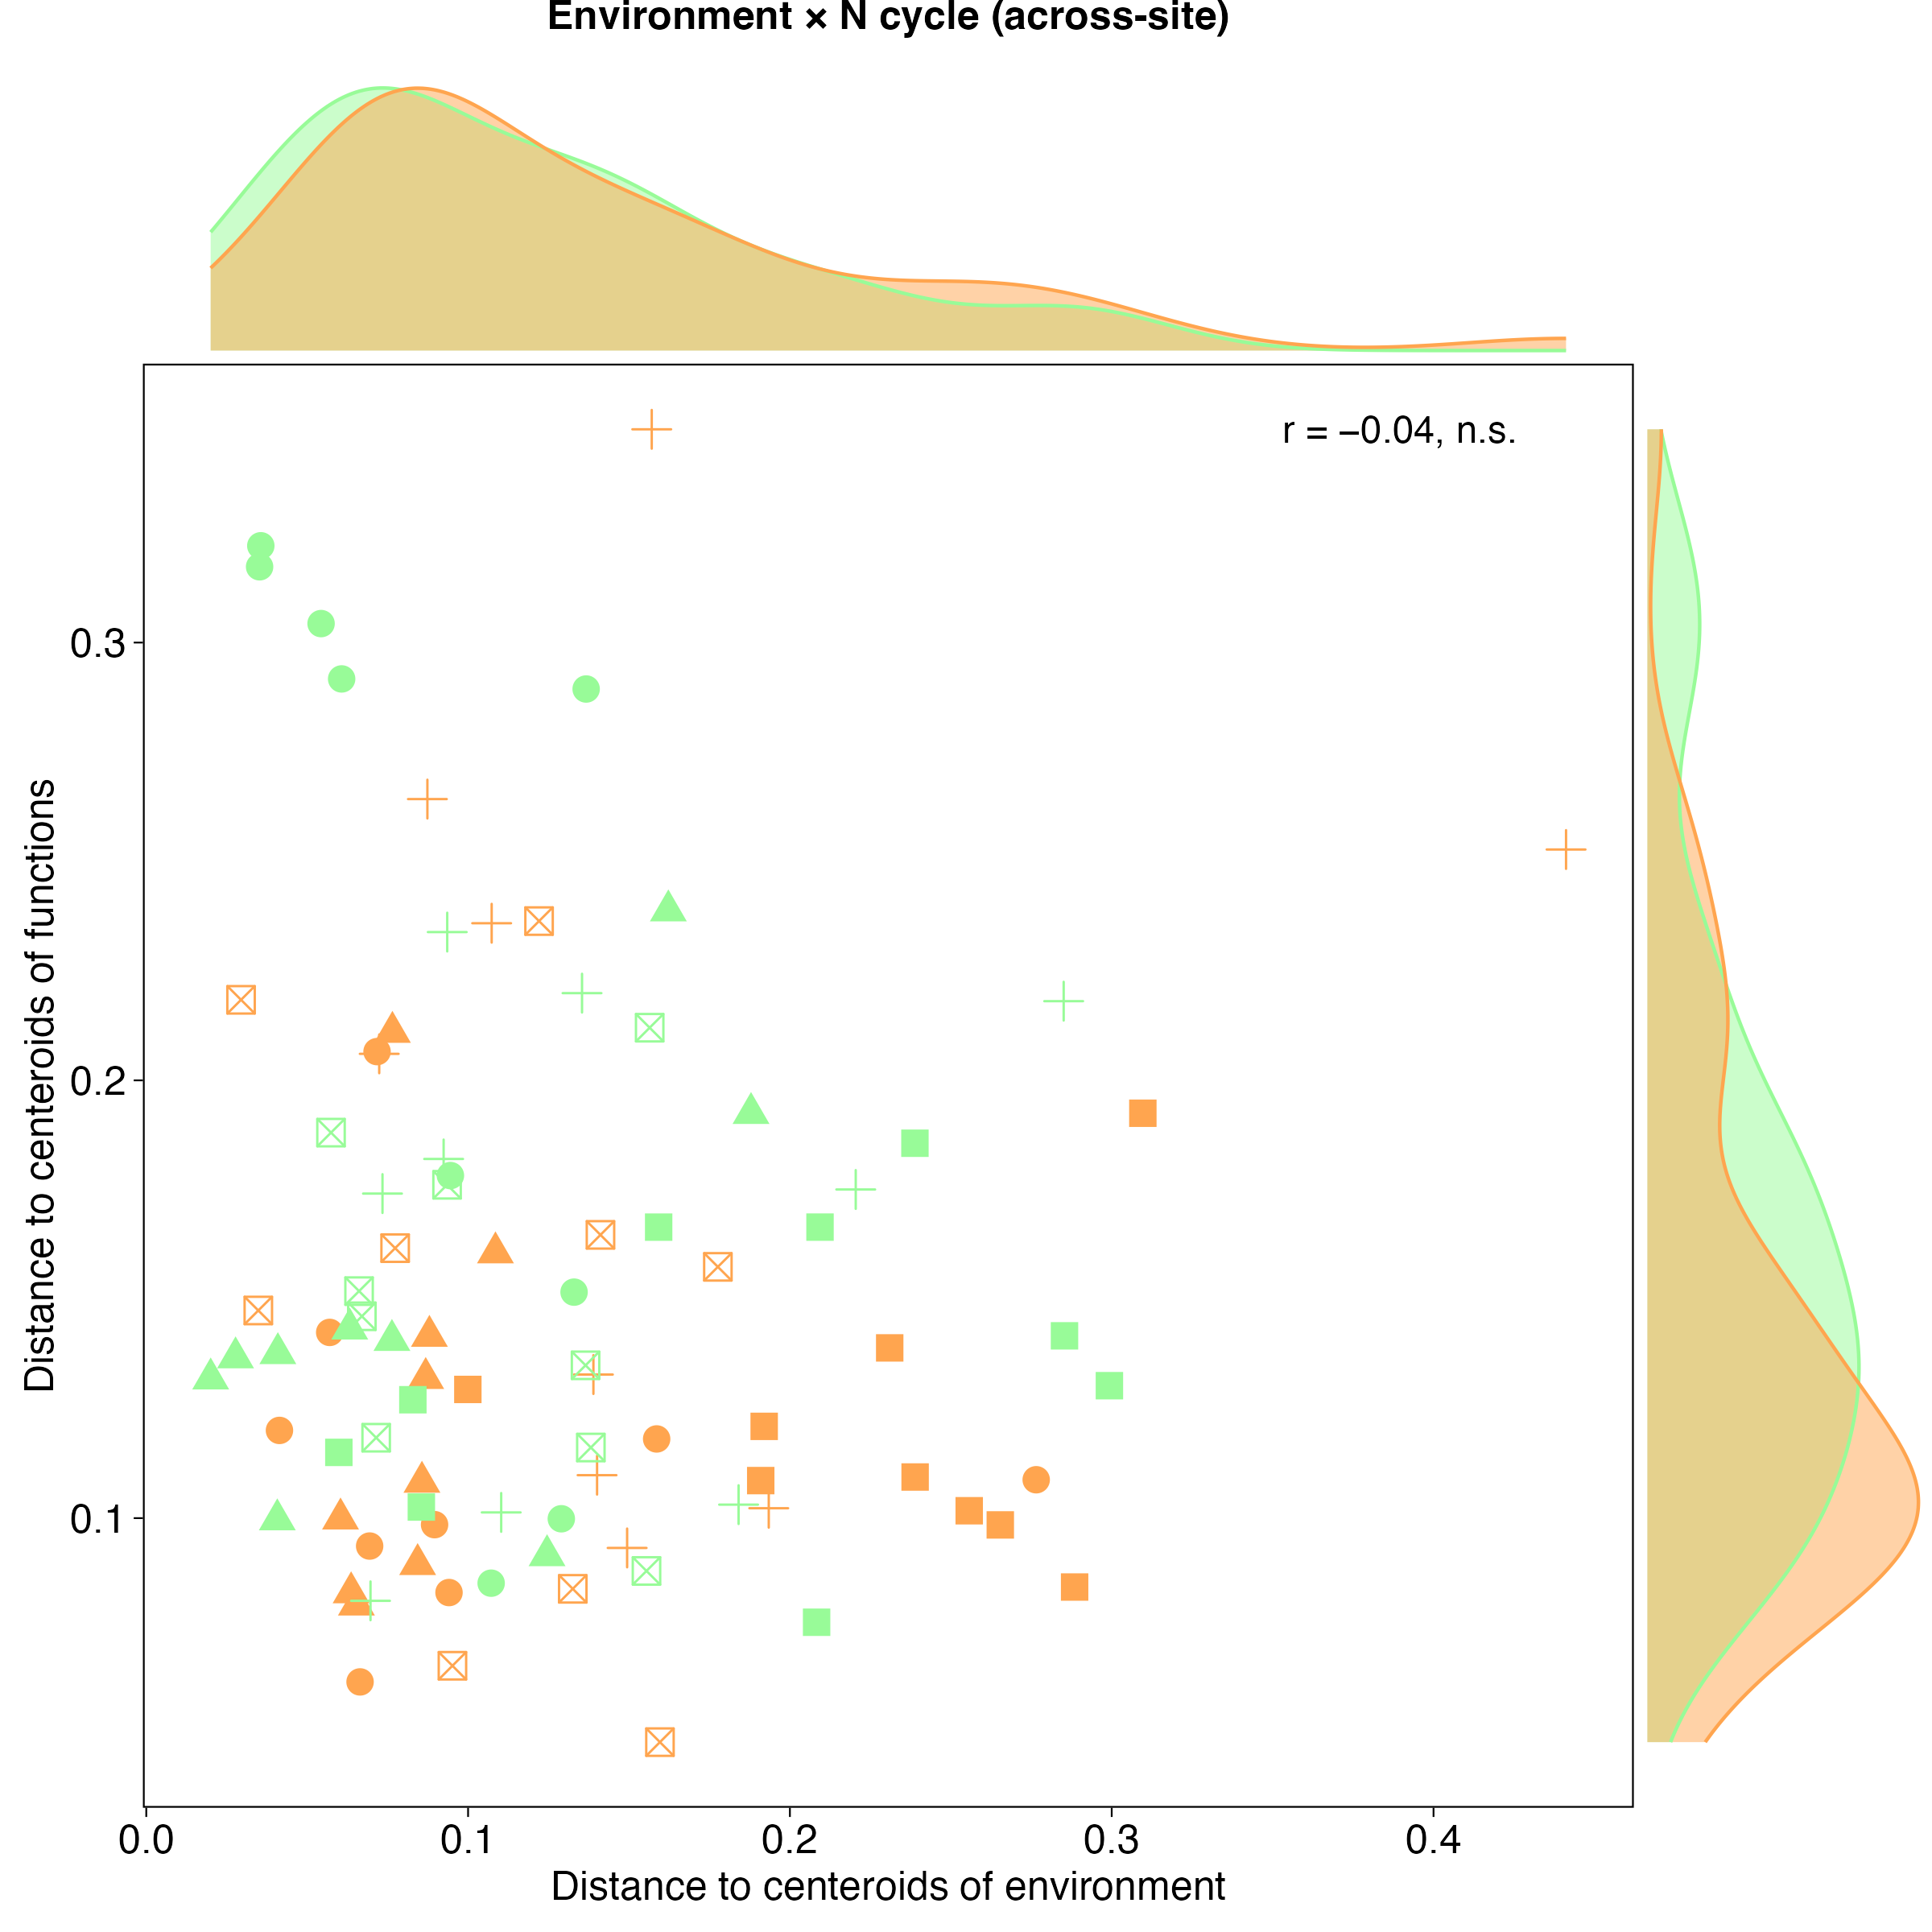 Environment × N cycle (across-site)
r = −0.04, n.s.
Distance to centeroids of functions
0.3
0.2
0.1
0.0
0.1
0.2
0.3
0.4
Distance to centeroids of environment